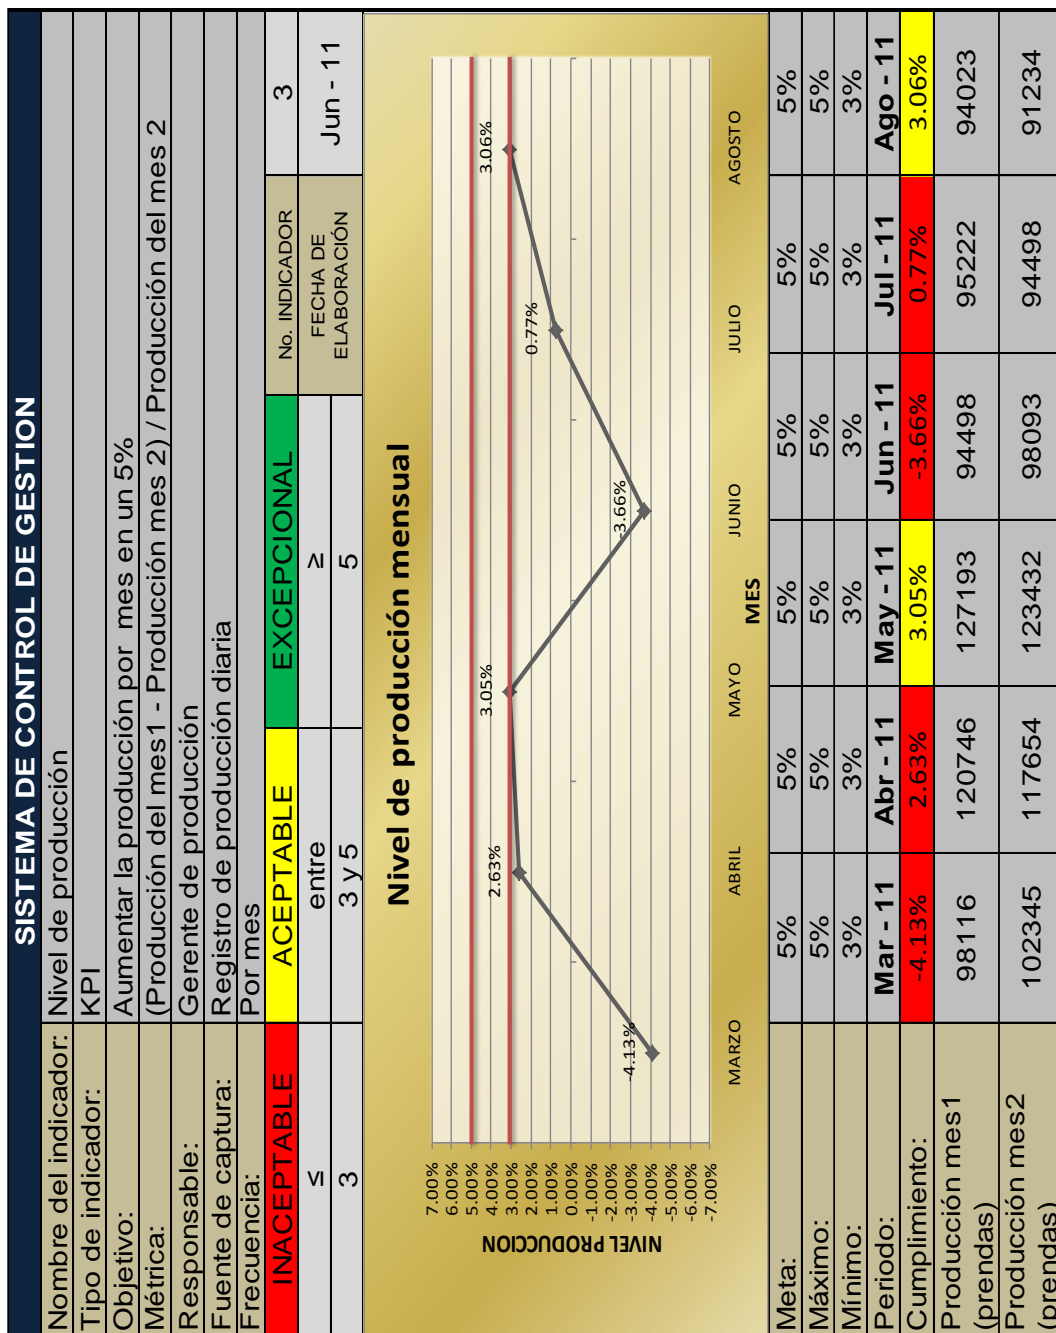 SISTEMA DE CONTROL DE GESTION
Nombre del indicador: Nivel de producción
Tipo de indicador: KPI
Objetivo: Aumentar la producción por mes en un 5%
Métrica: (Producción del mes1 - Producción mes 2) / Producción del mes 2
Responsable: Gerente de producción
Fuente de captura: Registro de producción diaria
Frecuencia: Por mes
INACEPTABLE ACEPTABLE EXCEPCIONAL No. INDICADOR 3
≤ entre ≥ FECHA DE ELABORACIÓN Jun - 11
3 3 y 5 5
Nivel de producción mensual
NIVEL PRODUCCION
7.00%
6.00%
5.00%
4.00%
3.00%
2.00%
1.00%
0.00%
-1.00%
-2.00%
-3.00%
-4.00%
-5.00%
-6.00%
-7.00%
-4.13% 2.63% 3.05% -3.66% 0.77% 3.06%
MARZO ABRIL MAYO JUNIO JULIO AGOSTO
MES
Meta: 5% 5% 5% 5% 5% 5%
Máximo: 5% 5% 5% 5% 5% 5%
Mínimo: 3% 3% 3% 3% 3% 3%
Periodo: Mar - 11 Abr - 11 May - 11 Jun - 11 Jul - 11 Ago - 11
Cumplimiento: -4.13% 2.63% 3.05% -3.66% 0.77% 3.06%
Producción mes1 (prendas) 98116 120746 127193 94498 95222 94023
Producción mes2 (prendas) 102345 117654 123432 98093 94498 91234